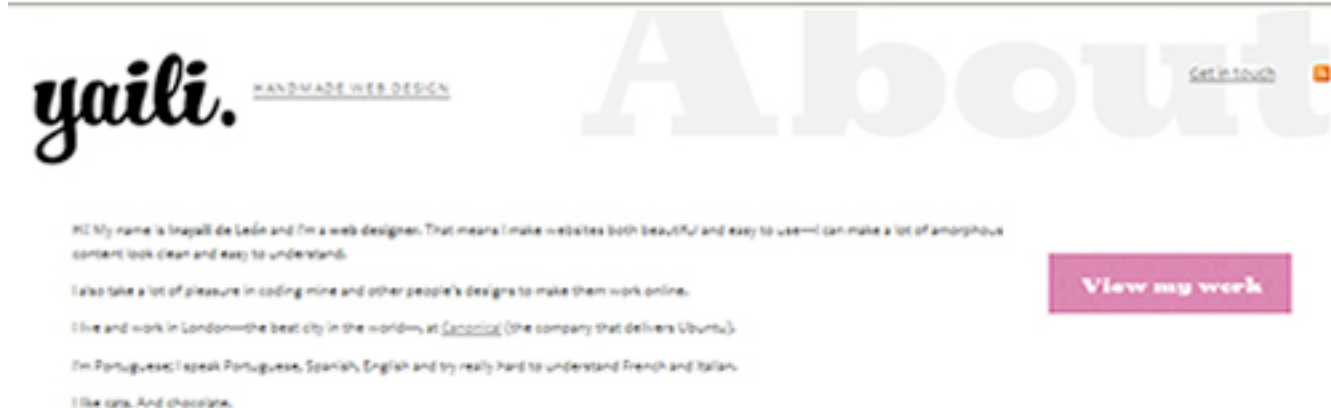 About
yaili.
HANDMADE WEB DESIGN
Get in touch
Hi! My name is Inayaili de León and I'm a web designer. That means I make websites both beautiful and easy to use—I can make a lot of amorphous
content look clean and easy to understand.
I also take a lot of pleasure in coding mine and other people's designs to make them work online.
View my work
I live and work in London—the best city in the world—, at Canonical (the company that delivers Ubuntu).
I'm Portuguese; I speak Portuguese, Spanish, English and try really hard to understand French and Italian.
I like cats. And chocolate.